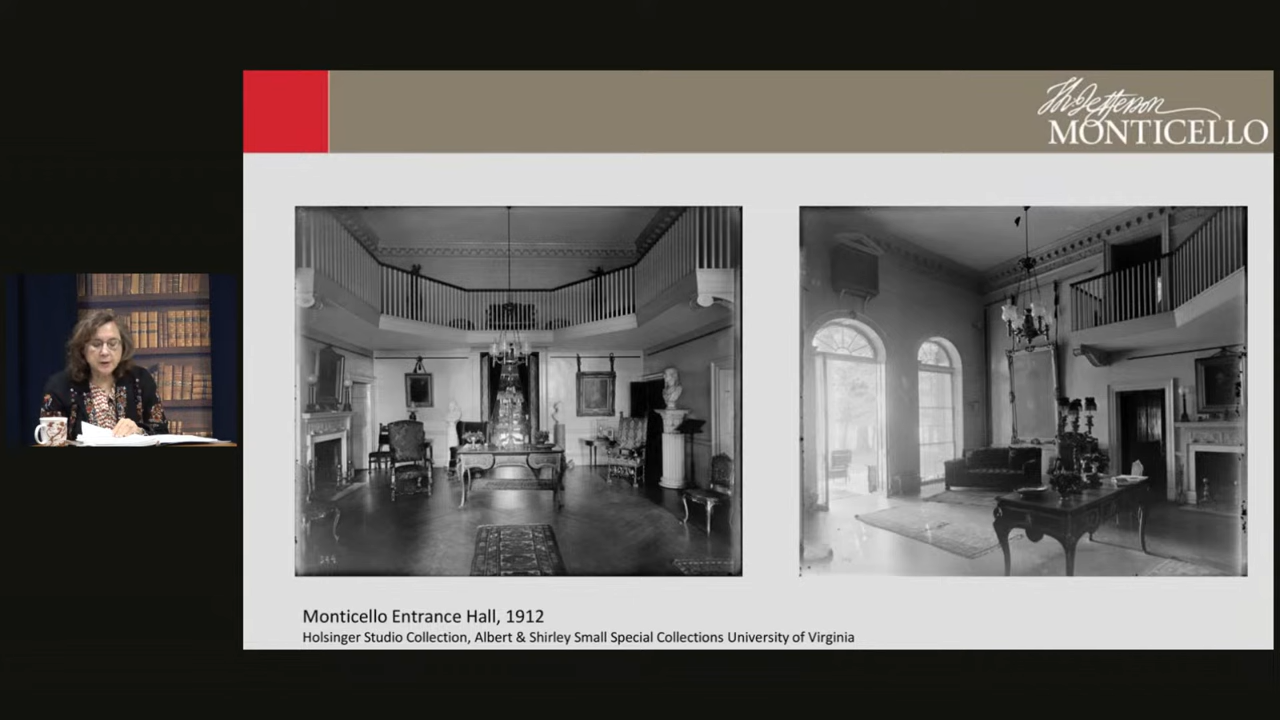 Th. Jefferson
MONTICELLO
Monticello Entrance Hall, 1912
Holsinger Studio Collection, Albert & Shirley Small Special Collections University of Virginia